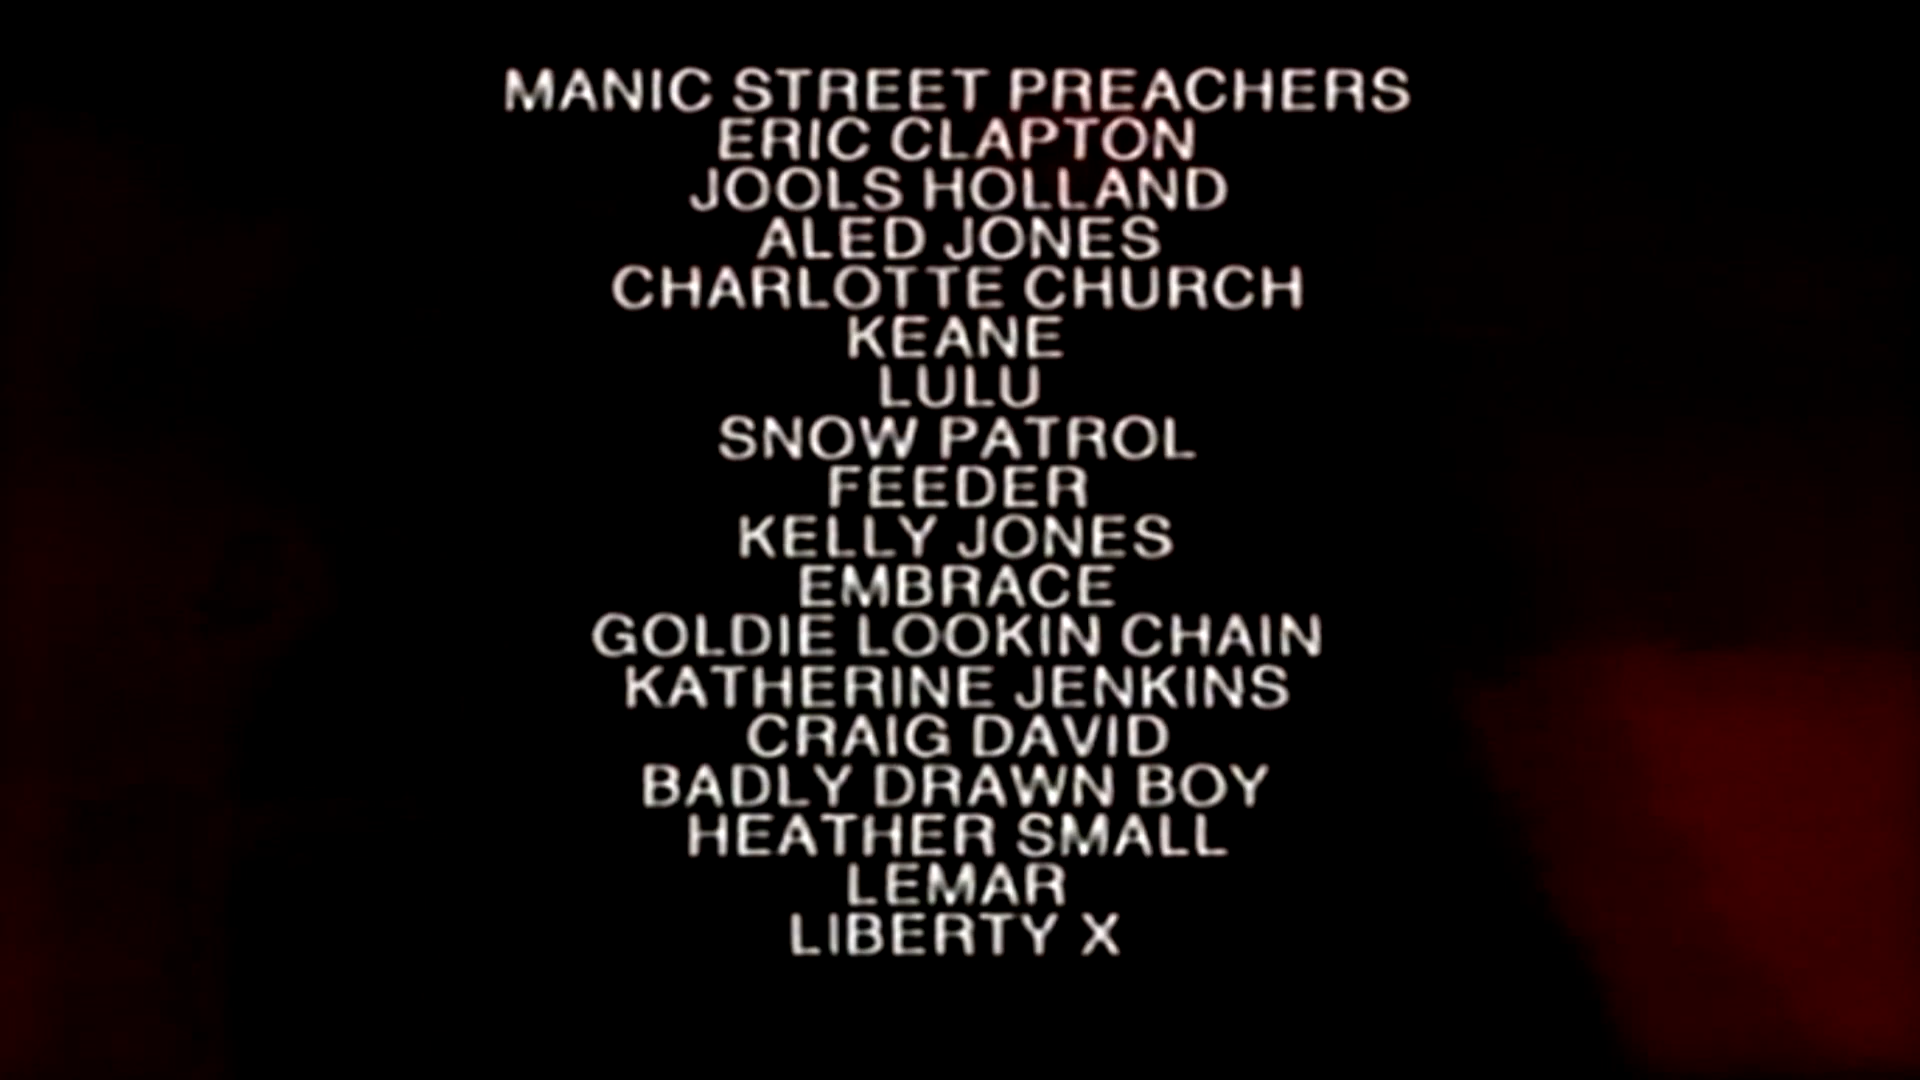 MANIC STREET PREACHERS
ERIC CLAPTON
JOOLS HOLLAND
ALED JONES
CHARLOTTE CHURCH
KEANE
LULU
SNOW PATROL
FEEDER
KELLY JONES
EMBRACE
GOLDIE LOOKIN CHAIN
KATHERINE JENKINS
CRAIG DAVID
BADLY DRAWN BOY
HEATHER SMALL
LEMAR
LIBERTY X